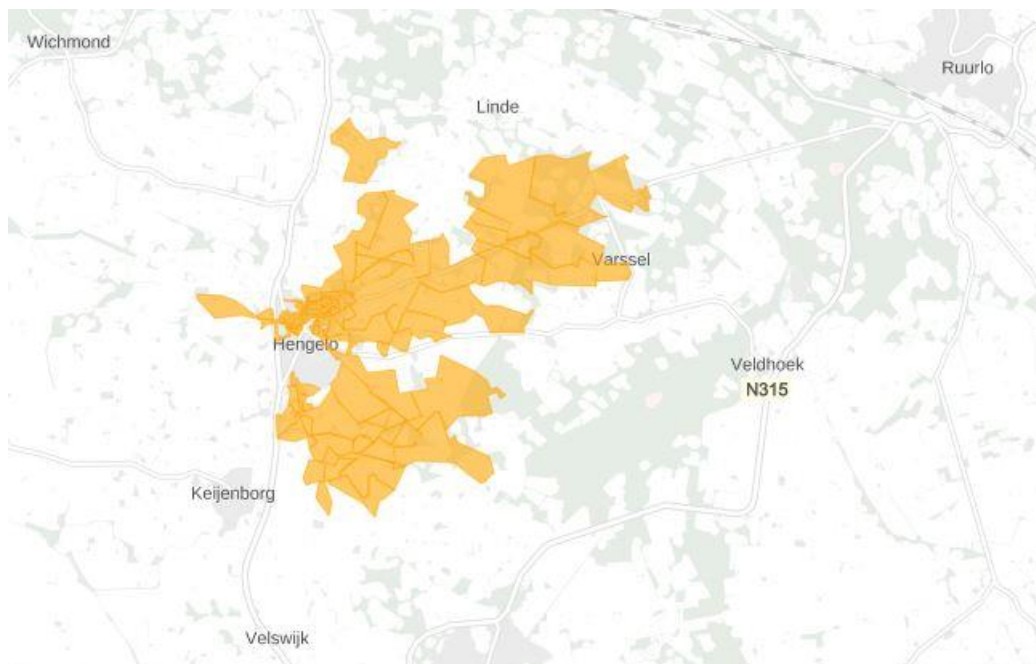 Wichmond
Ruurlo
Linde
Varssel
Hengelo
Veldhoek
N315
Keijenborg
Velswijk